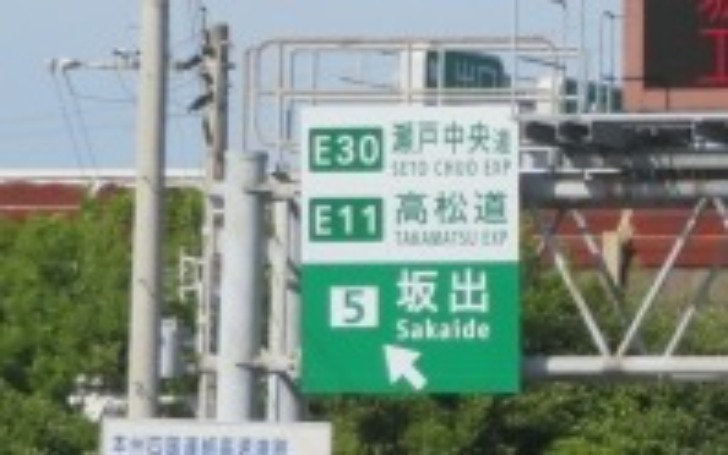 E30 瀬戸中央道
SETO CHUO EXP
E11 高松道
TAKAMATSU EXP
5 坂出
Sakaide